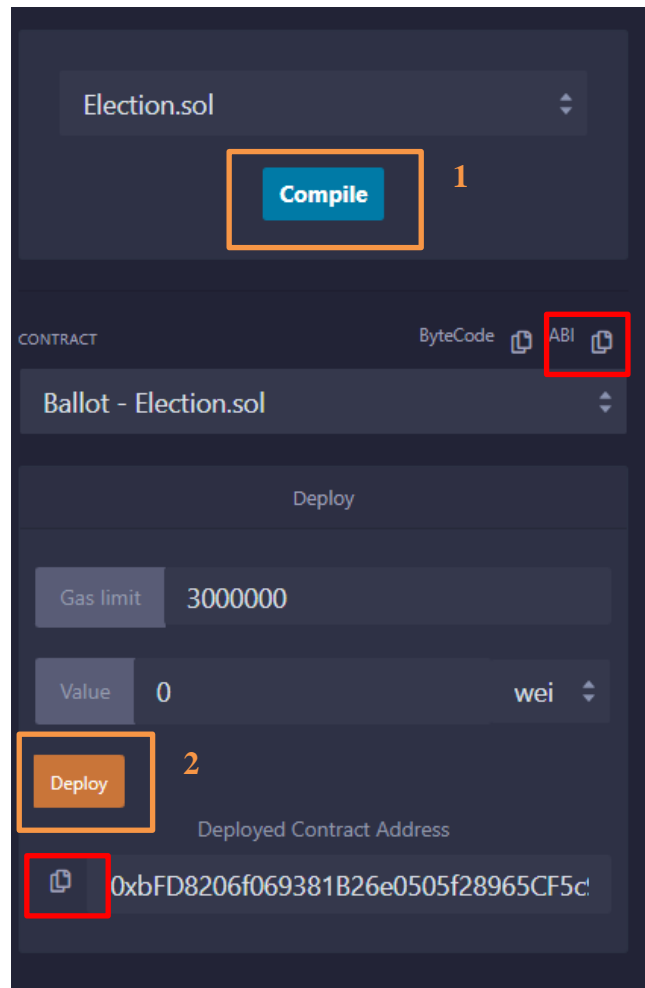 Election.sol
Compile
1
CONTRACT
ByteCode
ABI
Ballot - Election.sol
Deploy
Gas limit
3000000
Value
0
wei
Deploy
2
Deployed Contract Address
0xbFD8206f069381B26e0505f28965CF5c